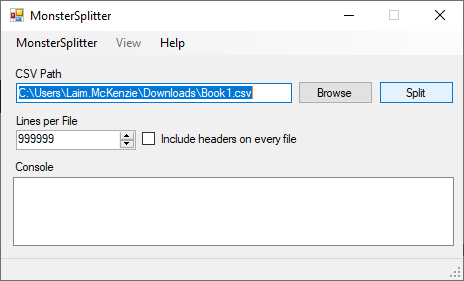 MonsterSplitter
MonsterSplitter View Help
CSV Path
C:\Users\Laim.McKenzie\Downloads\Book1.csv Browse Split
Lines per File
999999 Include headers on every file
Console